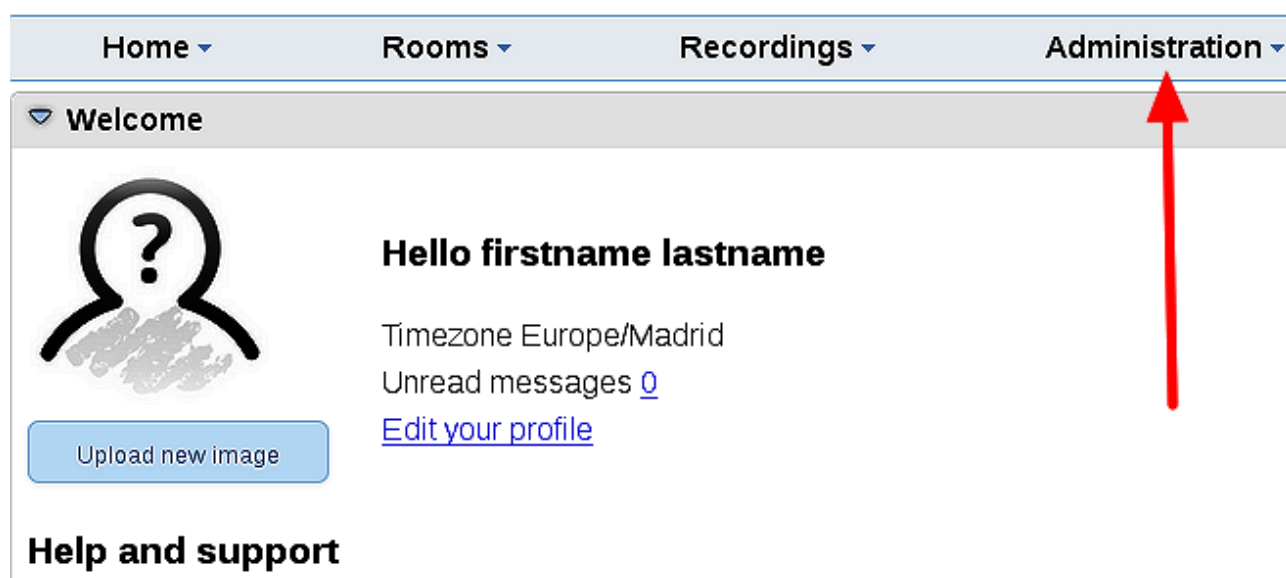 Home Rooms Recordings Administration
Welcome
?
Hello firstname lastname
Timezone Europe/Madrid
Unread messages 0
Edit your profile
Upload new image
Help and support